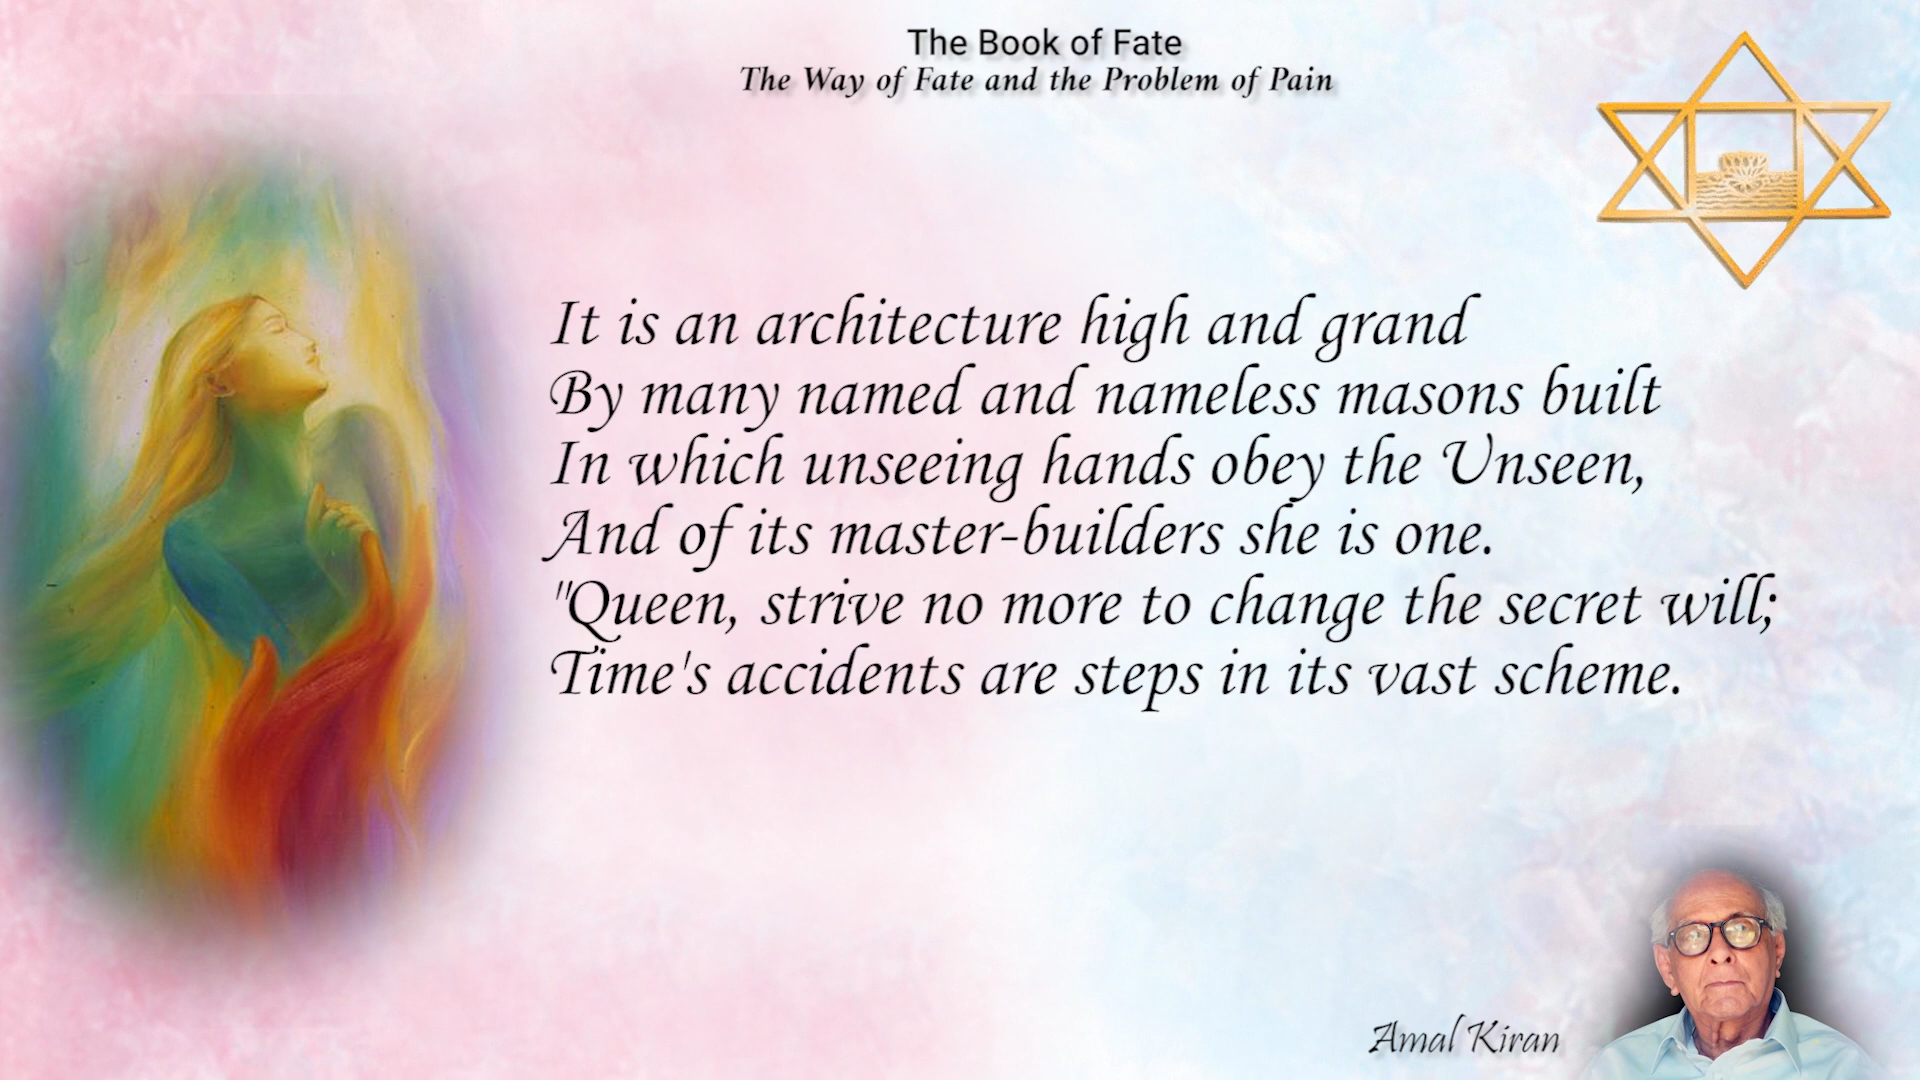 The Book of Fate
The Way of Fate and the Problem of Pain
It is an architecture high and grand
By many named and nameless masons built
In which unseeing hands obey the Unseen,
And of its master-builders she is one.
"Queen, strive no more to change the secret will;
Time's accidents are steps in its vast scheme.
Amal Kiran